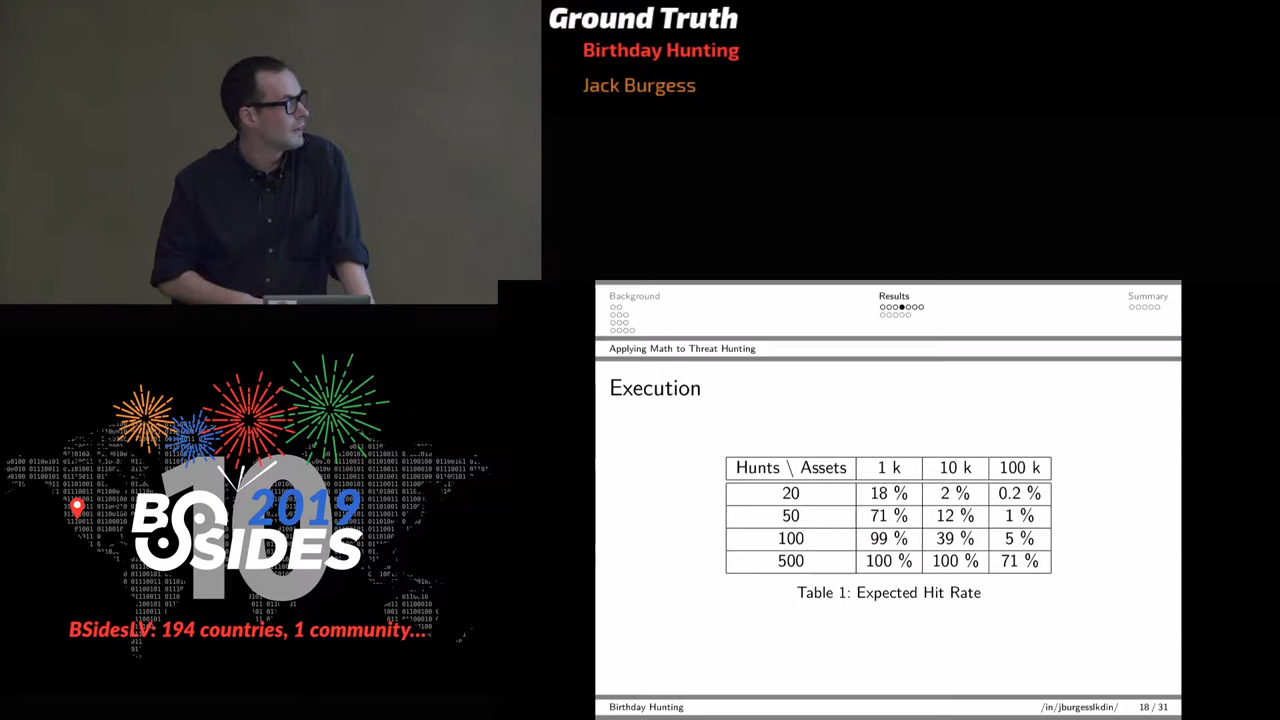 Ground Truth
Birthday Hunting
Jack Burgess
Background
Results
Summary
Applying Math to Threat Hunting
Execution
Hunts \ Assets 1 k 10 k 100 k
20 18 % 2 % 0.2 %
50 71 % 12 % 1 %
100 99 % 39 % 5 %
500 100 % 100 % 71 %
Table 1: Expected Hit Rate
10
2019
BSIDES
BSidesLV: 194 countries, 1 community...
Birthday Hunting /in/jburgesslkdin/ 18 / 31